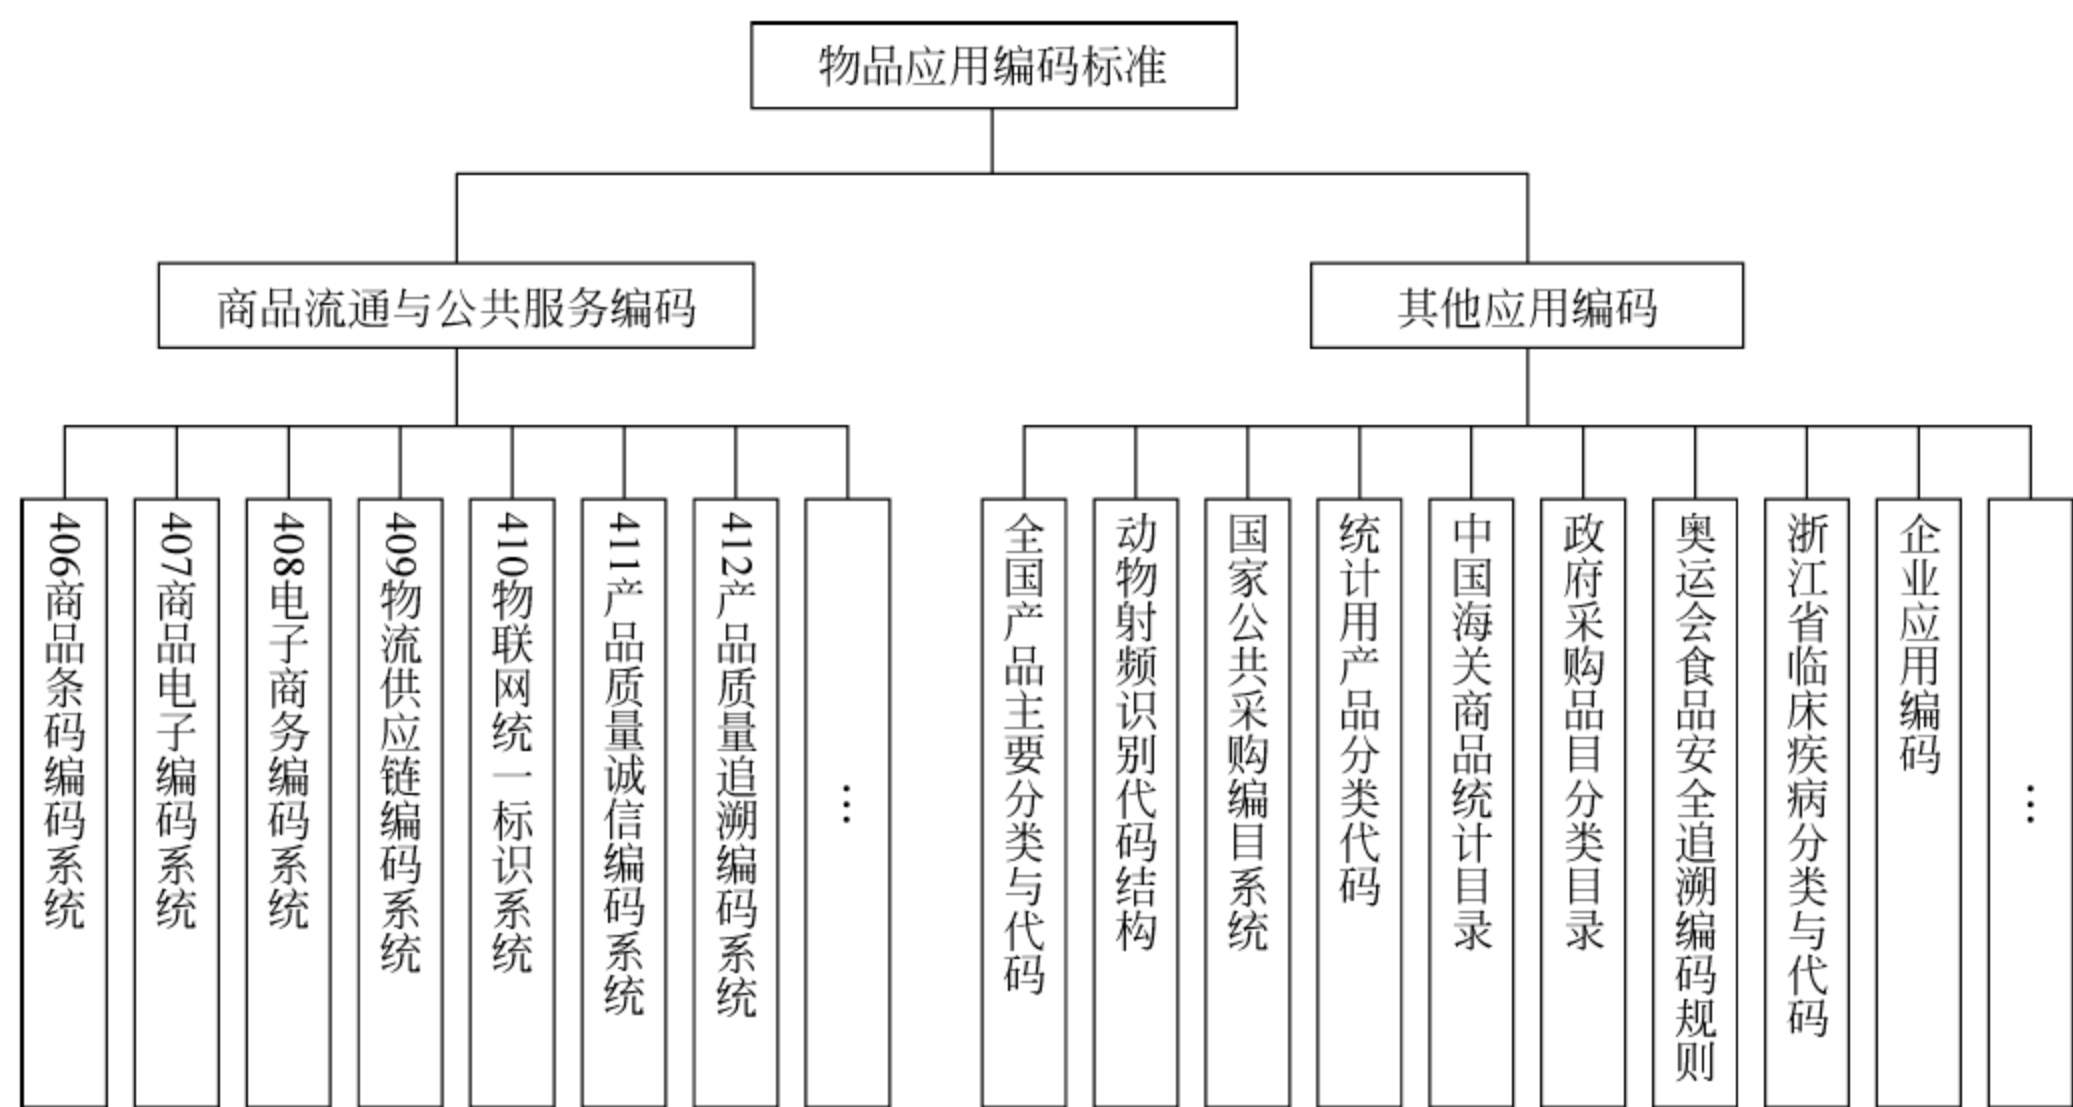 物品应用编码标准
商品流通与公共服务编码
其他应用编码
406商品条码编码系统
407商品电子编码系统
408电子商务编码系统
409物流供应链编码系统
410物联网统一标识系统
411产品质量诚信编码系统
412产品质量追溯编码系统
…
全国产品主要分类与代码
动物射频识别代码结构
国家公共采购编目系统
统计用产品分类代码
中国海关商品统计目录
政府采购品目分类目录
奥运会食品安全追溯编码规则
浙江省临床疾病分类与代码
企业应用编码
…